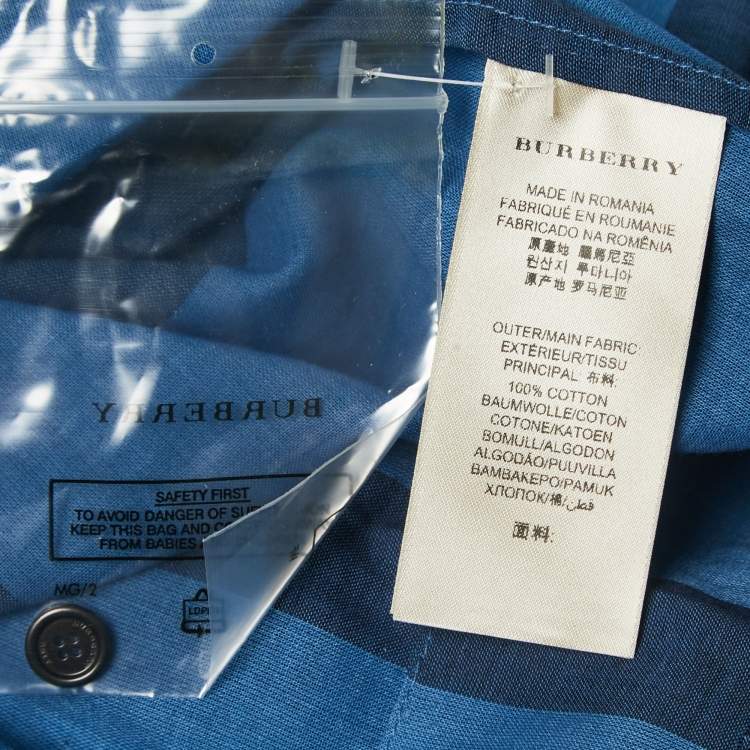 BURBERRY
MADE IN ROMANIA
FABRIQUÉ EN ROUMANIE
FABRICADO NA ROMÊNIA
原產地 羅馬尼亞
원산지 루마니아
原产地 罗马尼亚
OUTER/MAIN FABRIC:
EXTÉRIEUR/TISSU
PRINCIPAL: 布料:
100% COTTON
BAUMWOLLE/COTON
COTONE/KATOEN
BOMULL/ALGODON
ALGODÃO/PUUVILLA
ΒΑΜΒΑΚΕΡΟ/PAMUK
ХЛОПОК/棉/قطن
面料:
BURBERRY
SAFETY FIRST
TO AVOID DANGER OF
KEEP THIS BAG AND
FROM BABIES
MG/2
LDPE